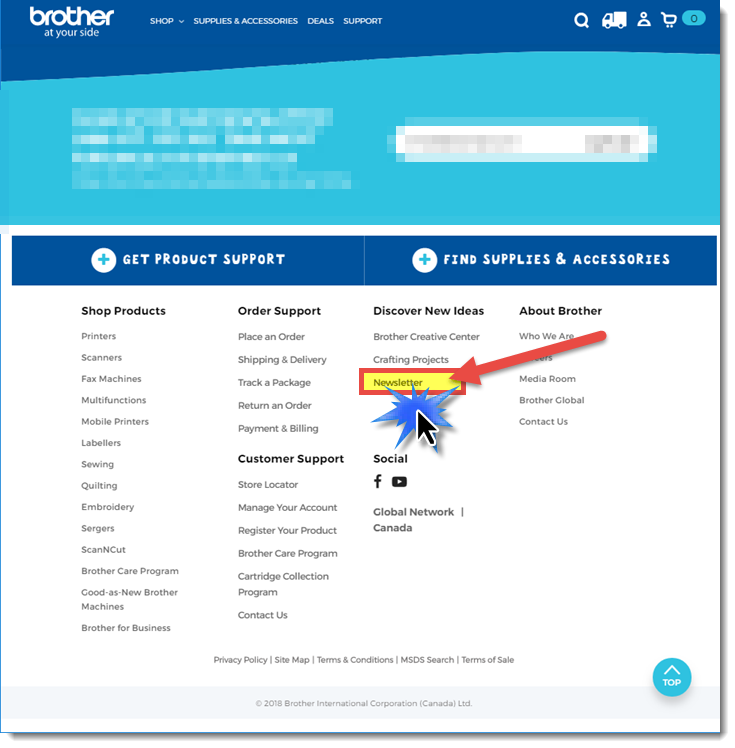 brother
at your side
SHOP
SUPPLIES & ACCESSORIES
DEALS
SUPPORT
0
GET PRODUCT SUPPORT
FIND SUPPLIES & ACCESSORIES
Shop Products
Printers
Scanners
Fax Machines
Multifunctions
Mobile Printers
Labellers
Sewing
Quilting
Embroidery
Sergers
ScanNCut
Brother Care Program
Good-as-New Brother
Machines
Brother for Business
Order Support
Place an Order
Shipping & Delivery
Track a Package
Return an Order
Payment & Billing
Customer Support
Store Locator
Manage Your Account
Register Your Product
Brother Care Program
Cartridge Collection
Program
Contact Us
Discover New Ideas
Brother Creative Center
Crafting Projects
Newsletter
Social
Global Network |
Canada
About Brother
Who We Are
Media Room
Brother Global
Contact Us
Privacy Policy | Site Map | Terms & Conditions | MSDS Search | Terms of Sale
TOP
© 2018 Brother International Corporation (Canada) Ltd.